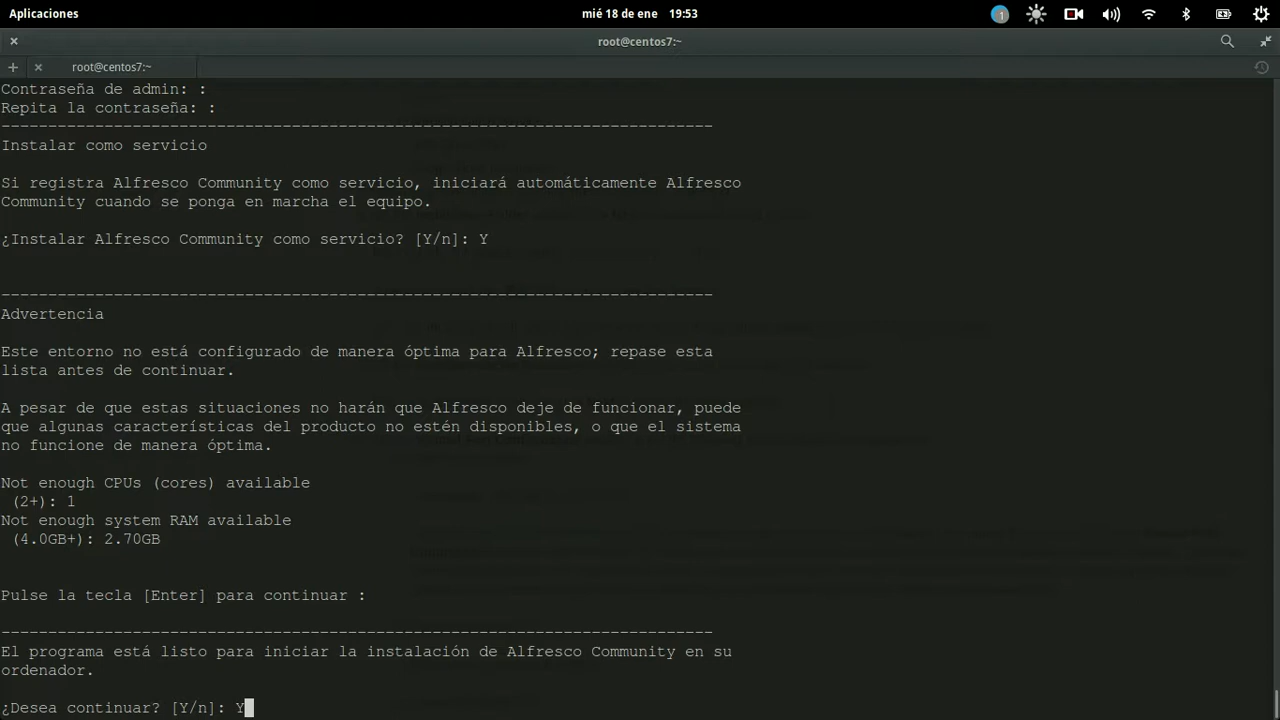 Aplicaciones
mié 18 de ene 19:53
1
root@centos7:~
root@centos7:~
Contraseña de admin: :
Repita la contraseña: :
----------------------------------------------------------------------------
Instalar como servicio
Si registra Alfresco Community como servicio, iniciará automáticamente Alfresco
Community cuando se ponga en marcha el equipo.
¿Instalar Alfresco Community como servicio? [Y/n]: Y
----------------------------------------------------------------------------
Advertencia
Este entorno no está configurado de manera óptima para Alfresco; repase esta
lista antes de continuar.
A pesar de que estas situaciones no harán que Alfresco deje de funcionar, puede
que algunas características del producto no estén disponibles, o que el sistema
no funcione de manera óptima.
Not enough CPUs (cores) available
(2+): 1
Not enough system RAM available
(4.0GB+): 2.70GB
Pulse la tecla [Enter] para continuar :
----------------------------------------------------------------------------
El programa está listo para iniciar la instalación de Alfresco Community en su
ordenador.
¿Desea continuar? [Y/n]: Y